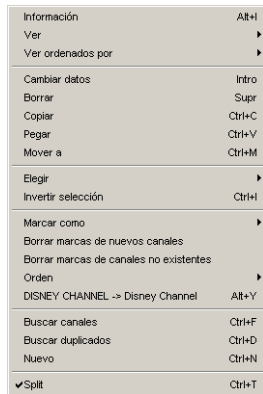 Información Alt+I
Ver
Ver ordenados por
Cambiar datos Intro
Borrar Supr
Copiar Ctrl+C
Pegar Ctrl+V
Mover a Ctrl+M
Elegir
Invertir selección Ctrl+I
Marcar como
Borrar marcas de nuevos canales
Borrar marcas de canales no existentes
Orden
DISNEY CHANNEL -> Disney Channel Alt+Y
Buscar canales Ctrl+F
Buscar duplicados Ctrl+D
Nuevo Ctrl+N
Split Ctrl+T